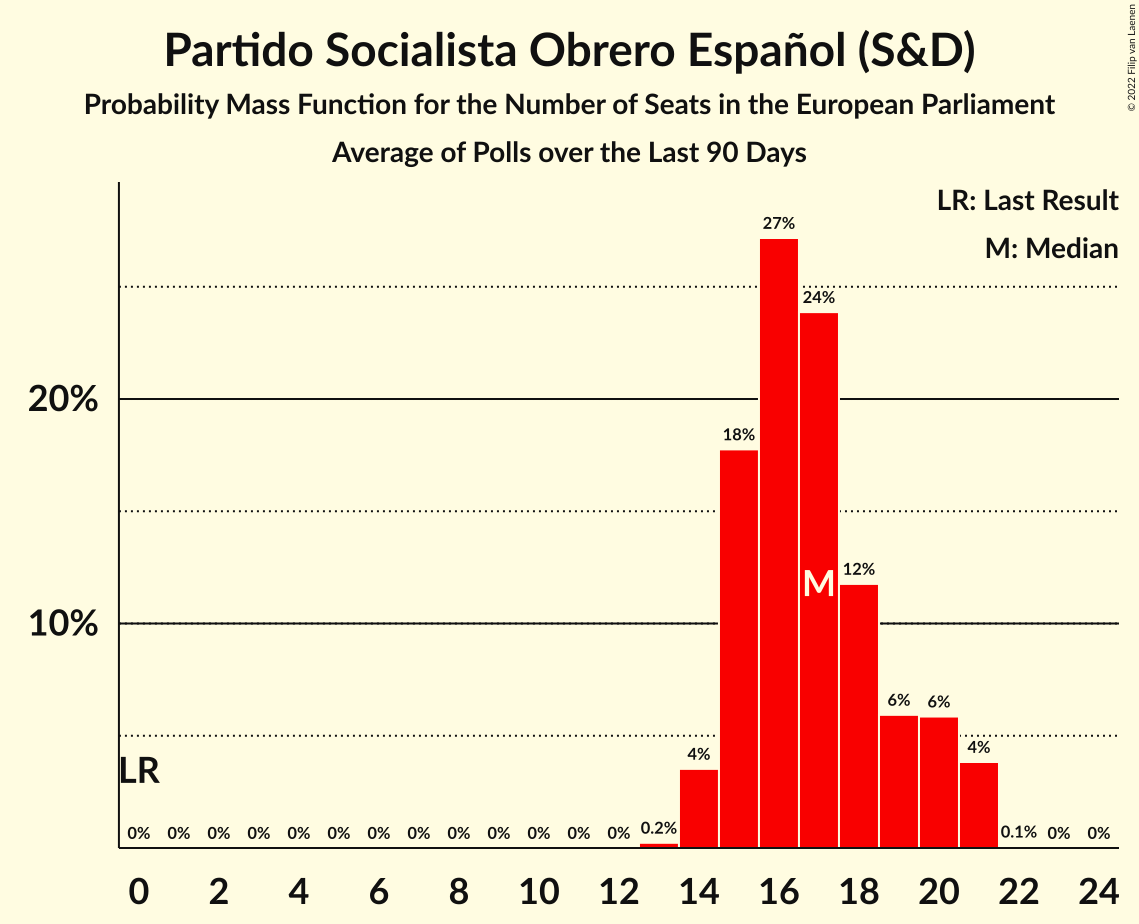 Partido Socialista Obrero Español (S&D)
Probability Mass Function for the Number of Seats in the European Parliament
Average of Polls over the Last 90 Days
© 2022 Filip van Laenen
LR: Last Result
M: Median
27%
24%
20%
18%
12%
M
10%
6% 6%
4% 4%
LR
0% 0% 0% 0% 0% 0% 0% 0% 0% 0% 0% 0% 0% 0.2% 0.1% 0% 0%
0 2 4 6 8 10 12 14 16 18 20 22 24